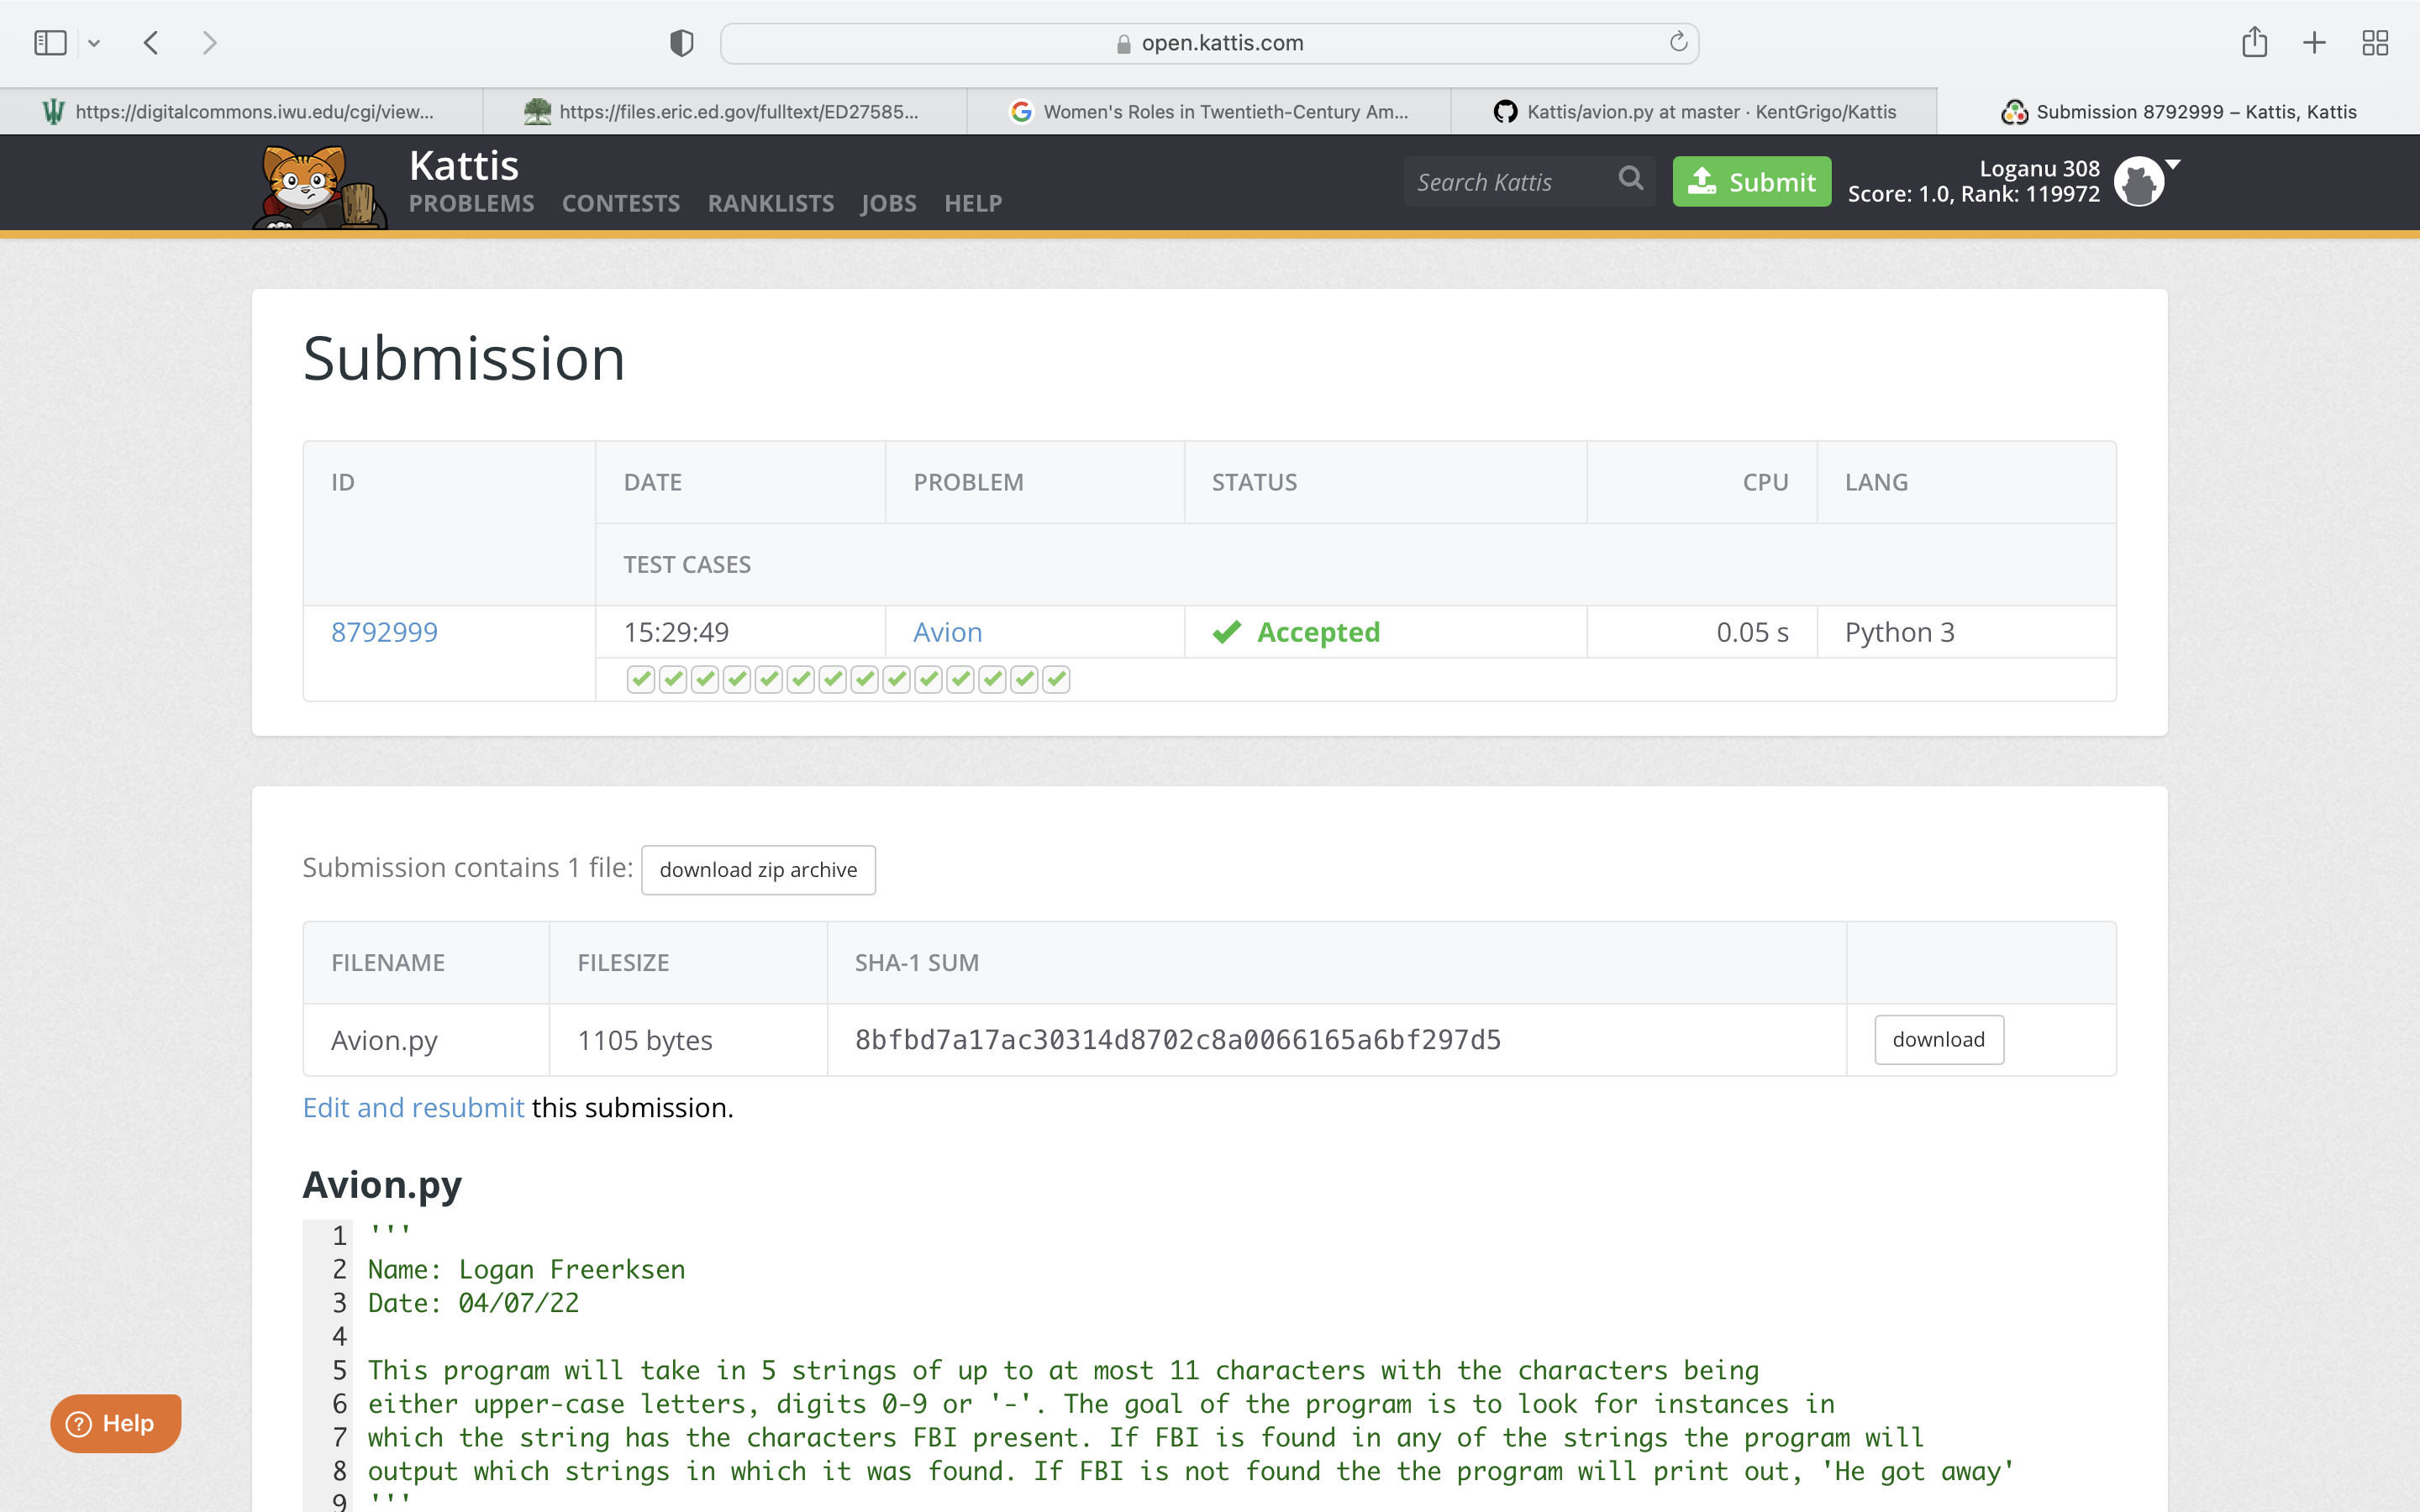 open.kattis.com
https://digitalcommons.iwu.edu/cgi/view...
https://files.eric.ed.gov/fulltext/ED27585...
Women's Roles in Twentieth-Century Am...
Kattis/avion.py at master · KentGrigo/Kattis
Submission 8792999 – Kattis, Kattis
Kattis
PROBLEMS CONTESTS RANKLISTS JOBS HELP
Search Kattis
Submit
Loganu 308
Score: 1.0, Rank: 119972
Submission
ID DATE PROBLEM STATUS CPU LANG
TEST CASES
8792999 15:29:49 Avion Accepted 0.05 s Python 3
Submission contains 1 file: download zip archive
FILENAME FILESIZE SHA-1 SUM
Avion.py 1105 bytes 8bfbd7a17ac30314d8702c8a0066165a6bf297d5 download
Edit and resubmit this submission.
Avion.py
1 '''
2 Name: Logan Freerksen
3 Date: 04/07/22
4
5 This program will take in 5 strings of up to at most 11 characters with the characters being
6 either upper-case letters, digits 0-9 or '-'. The goal of the program is to look for instances in
7 which the string has the characters FBI present. If FBI is found in any of the strings the program will
8 output which strings in which it was found. If FBI is not found the the program will print out, 'He got away'
9 '''
Help